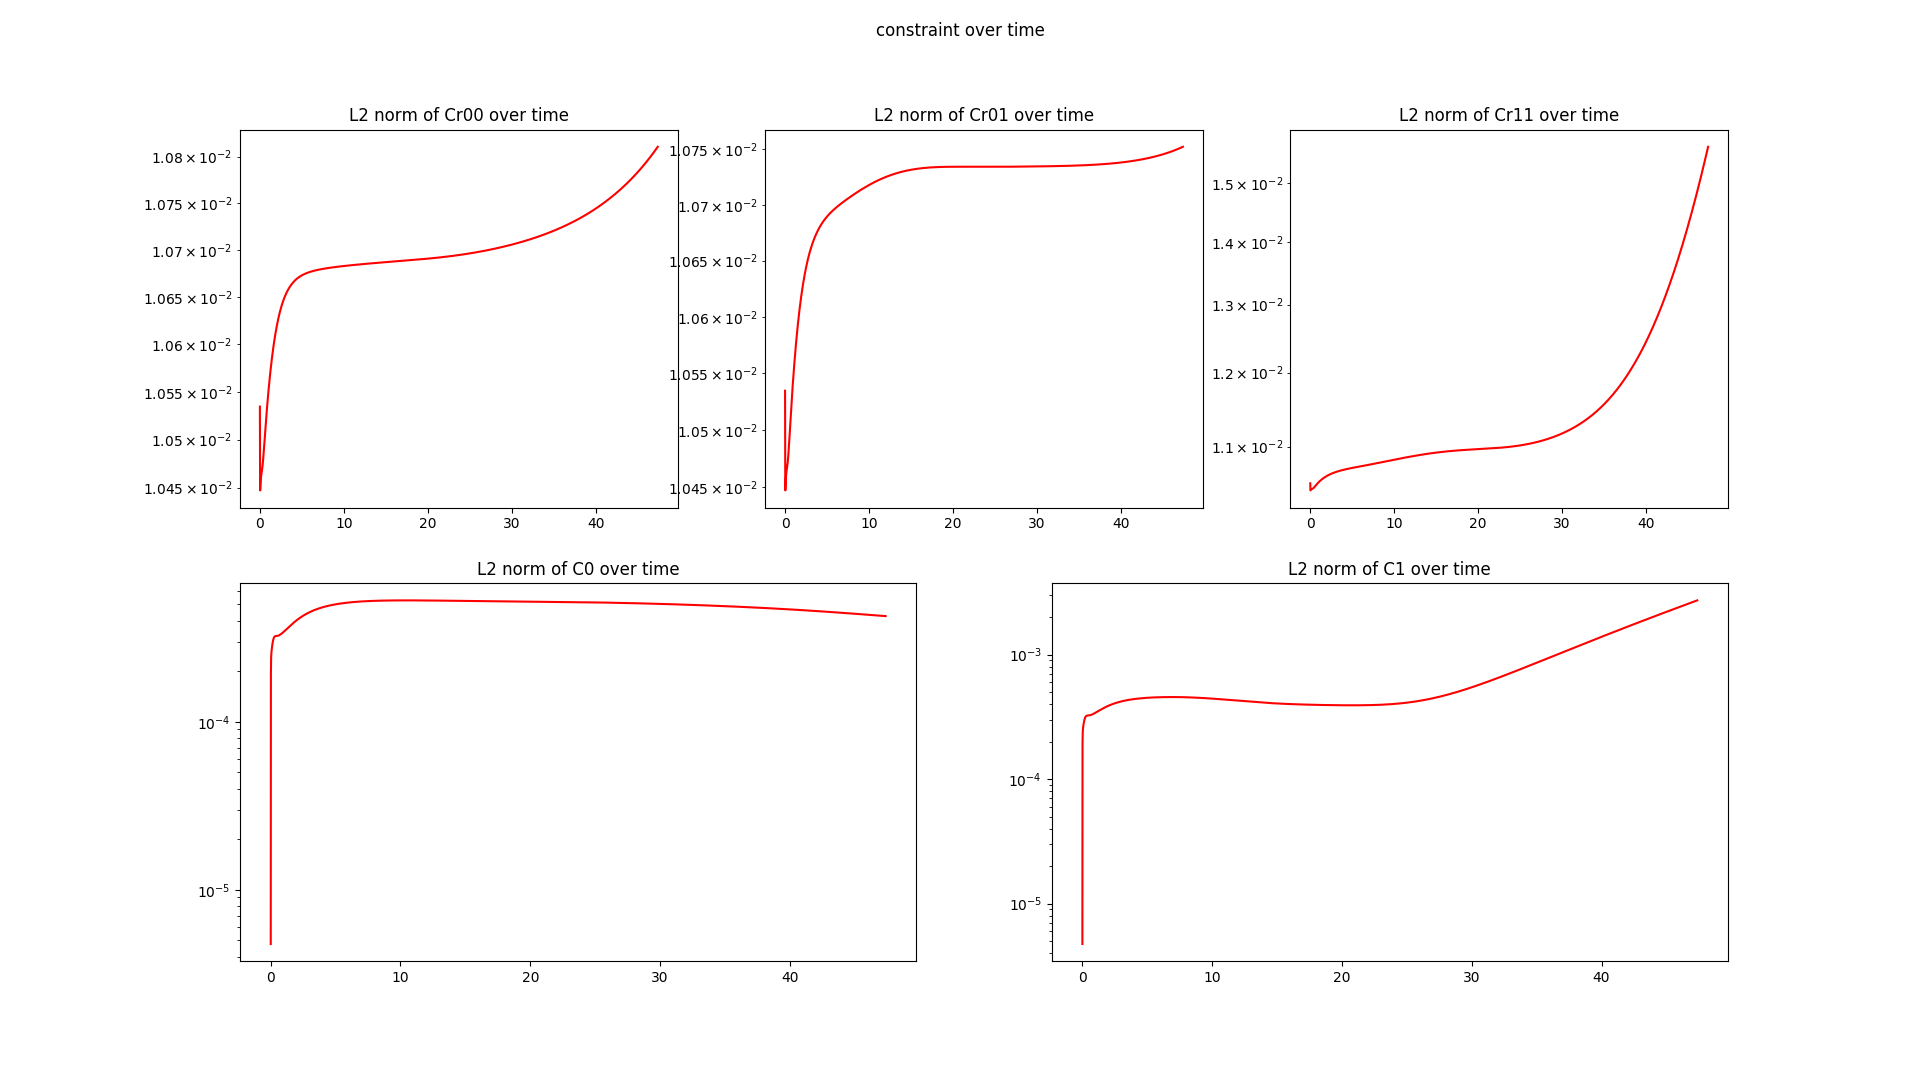 constraint over time
L2 norm of Cr00 over time
1.08 × 10⁻²
1.075 × 10⁻²
1.07 × 10⁻²
1.065 × 10⁻²
1.06 × 10⁻²
1.055 × 10⁻²
1.05 × 10⁻²
1.045 × 10⁻²
0 10 20 30 40
L2 norm of Cr01 over time
1.075 × 10⁻²
1.07 × 10⁻²
1.065 × 10⁻²
1.06 × 10⁻²
1.055 × 10⁻²
1.05 × 10⁻²
1.045 × 10⁻²
0 10 20 30 40
L2 norm of Cr11 over time
1.5 × 10⁻²
1.4 × 10⁻²
1.3 × 10⁻²
1.2 × 10⁻²
1.1 × 10⁻²
0 10 20 30 40
L2 norm of C0 over time
10⁻⁴
10⁻⁵
0 10 20 30 40
L2 norm of C1 over time
10⁻³
10⁻⁴
10⁻⁵
0 10 20 30 40